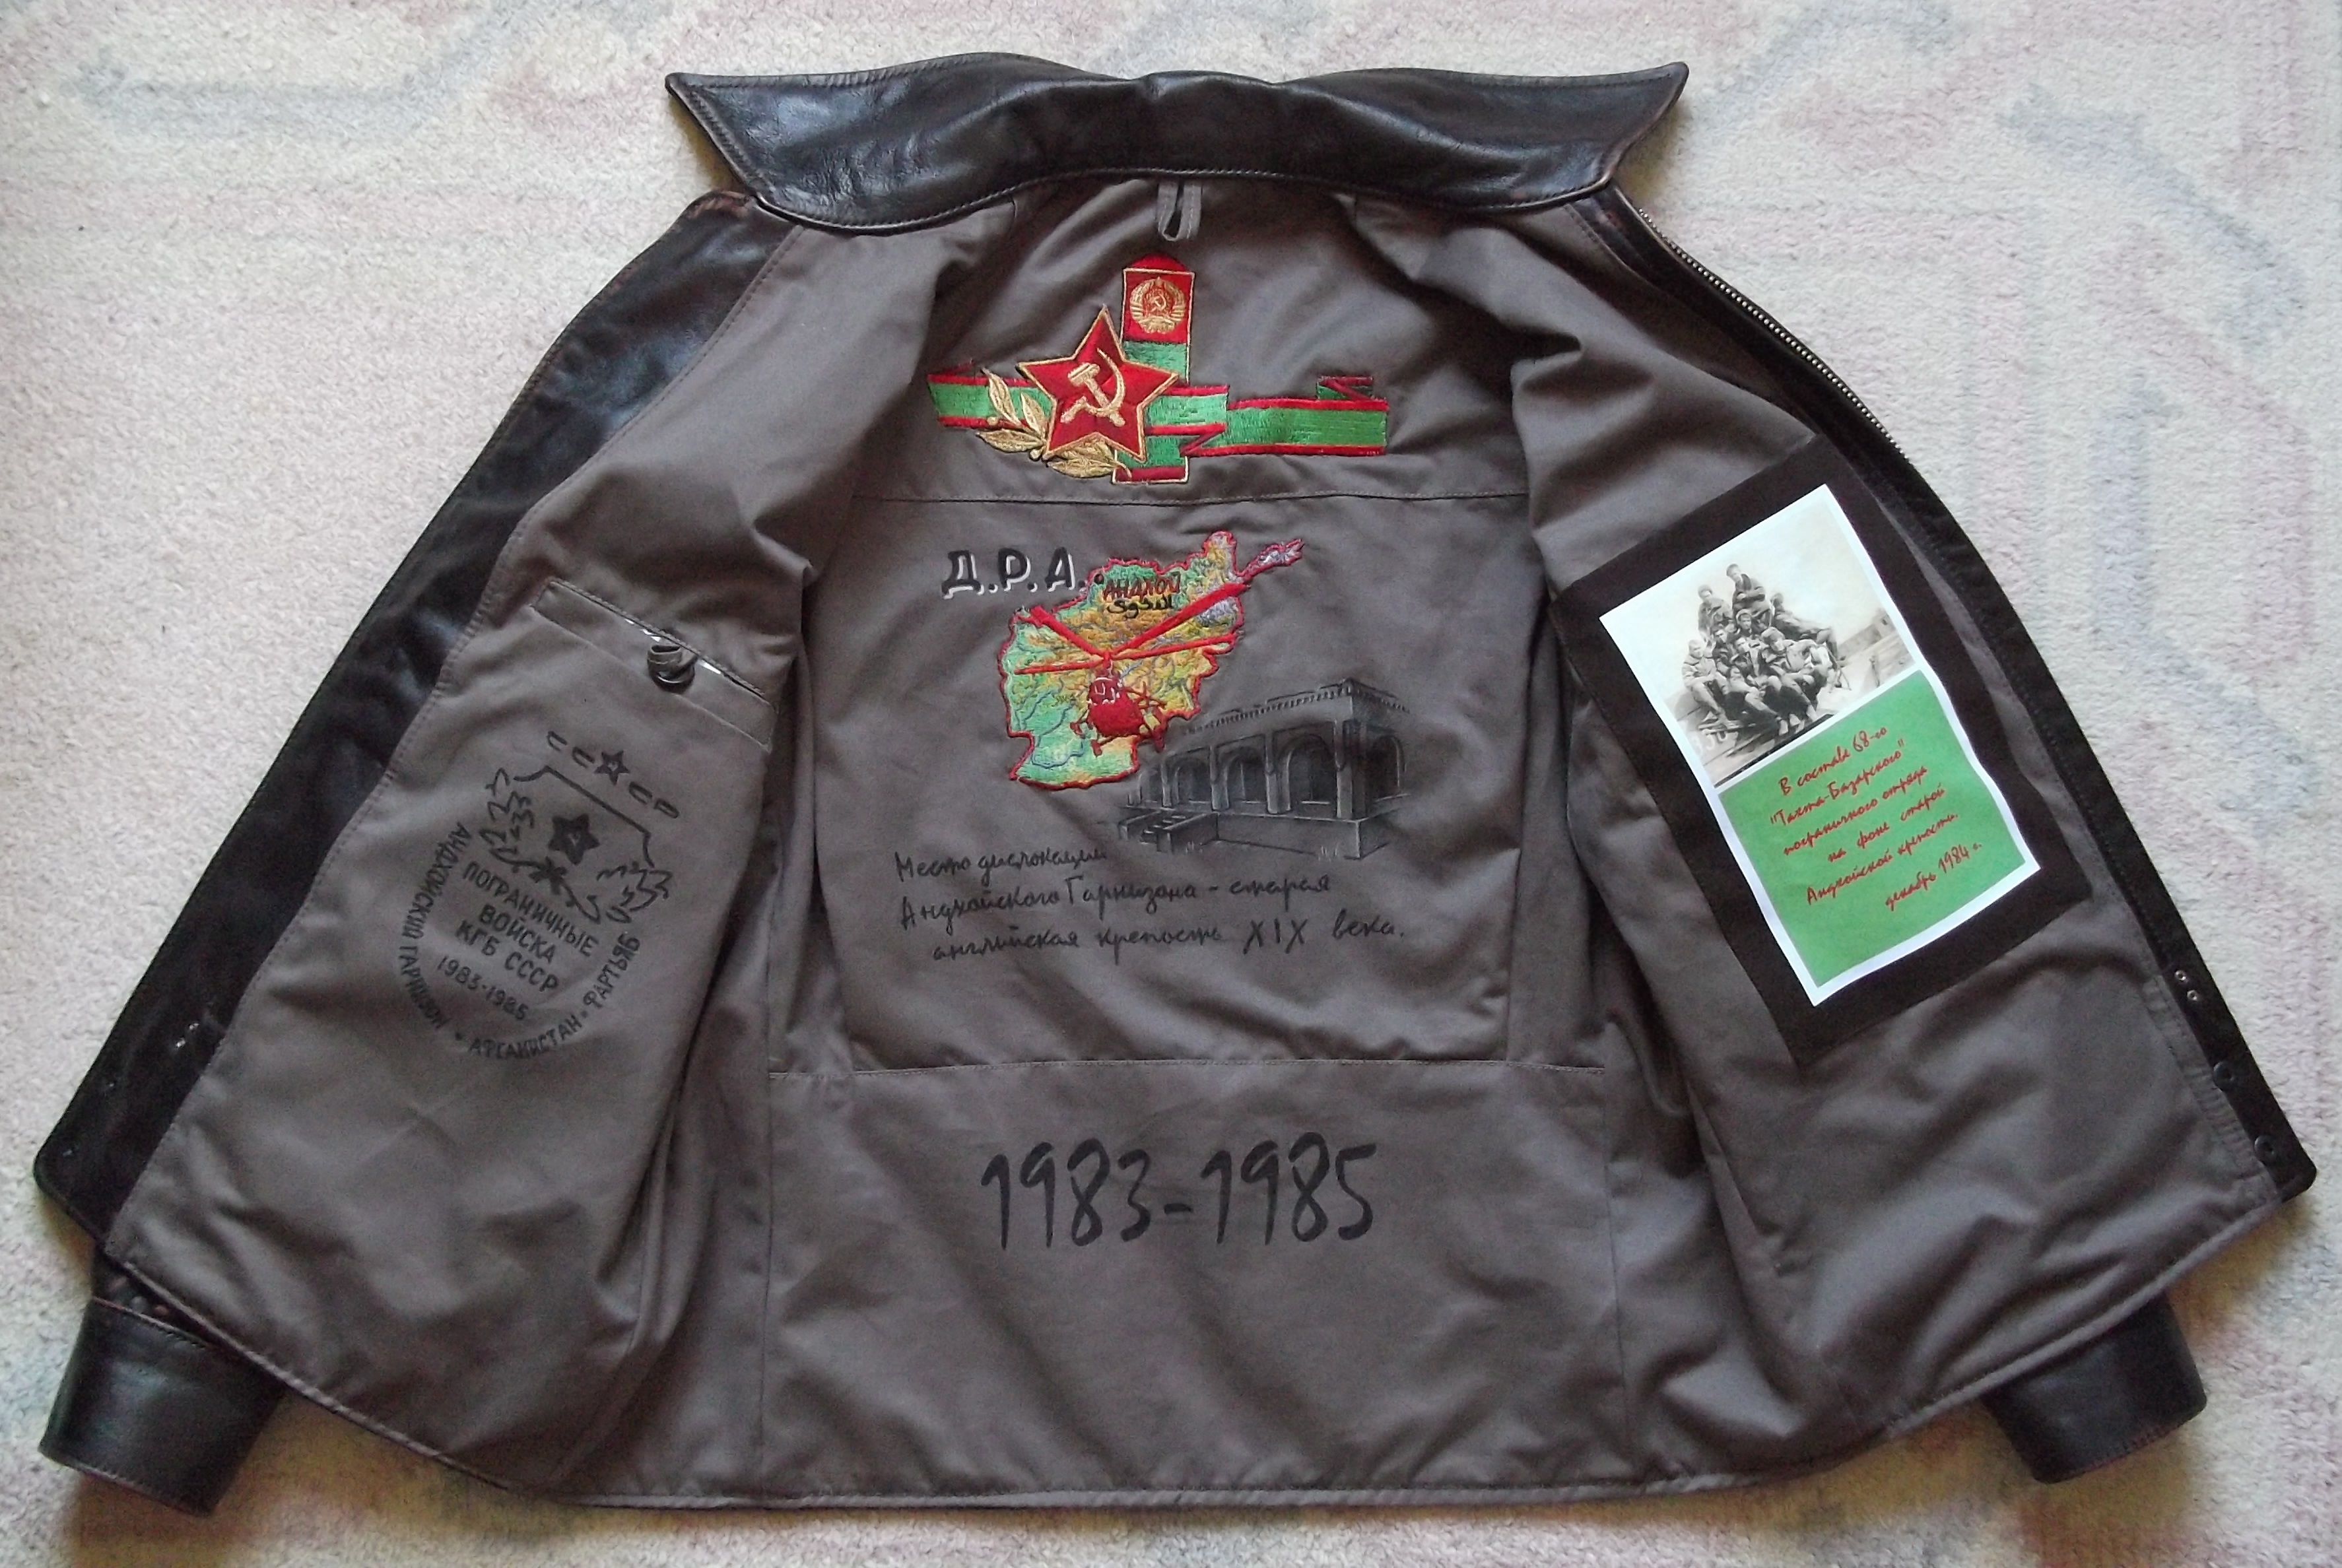 Д.Р.А.
АНДХОЙ
Место дислокации
Андхойского Гарнизона - старая
английская крепость XIX века.
1983-1985
ПОГРАНИЧНЫЕ
ВОЙСКА
КГБ СССР
1983-1985
АНДХОЙСКИЙ ГАРНИЗОН * АФГАНИСТАН * ФАРЬЯБ
В составе 68-го
"Тахта-Базарского"
пограничного отряда
на фоне старой
Андхойской крепости.
декабрь 1984 г.